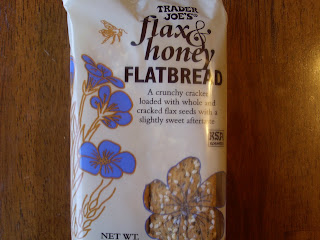 TRADER
JOE'S
flax &
honey
FLATBREAD
A crunchy cracker
loaded with whole and
cracked flax seeds with a
slightly sweet aftertaste
NET WT.